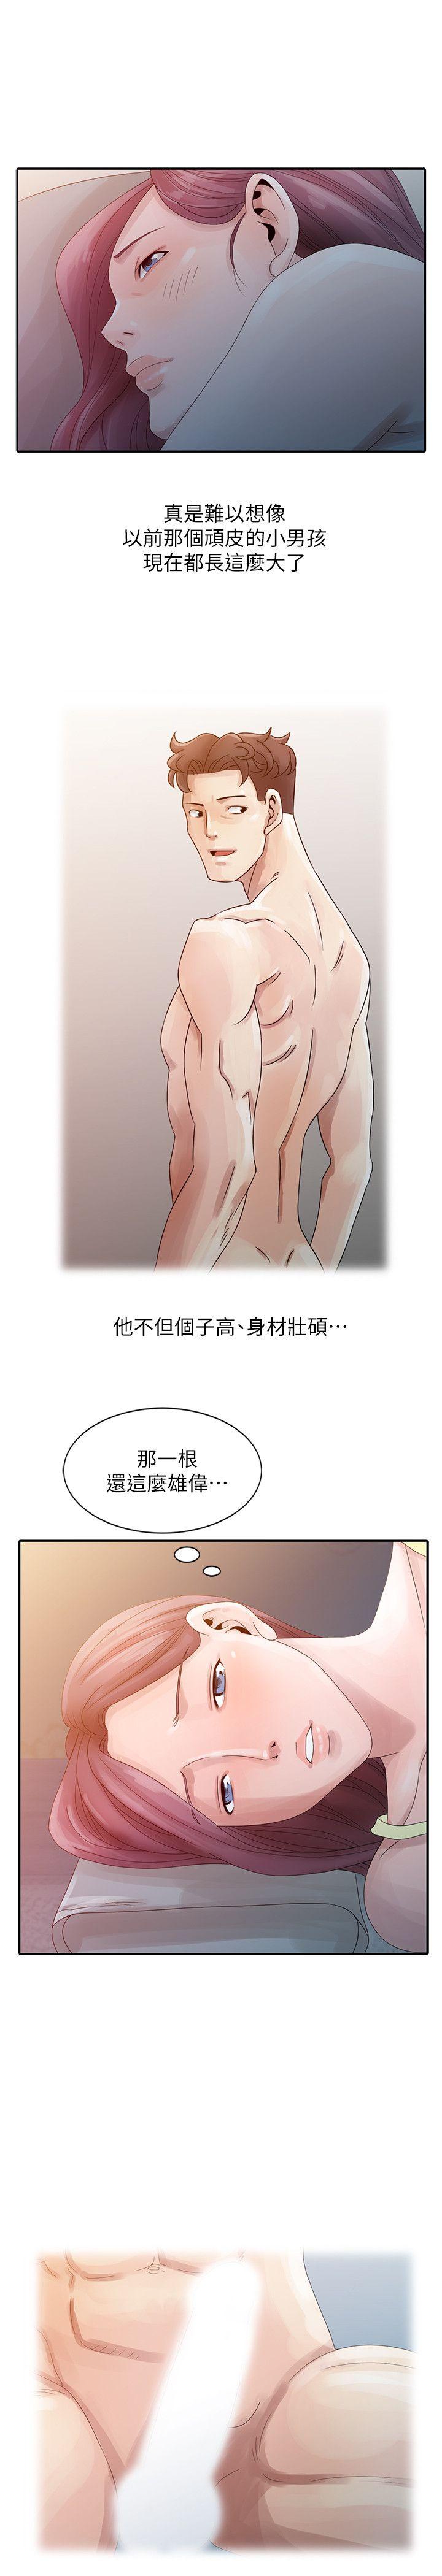 真是難以想像
以前那個頑皮的小男孩
現在都長這麼大了
他不但個子高、身材壯碩⋯
那一根
還這麼雄偉⋯